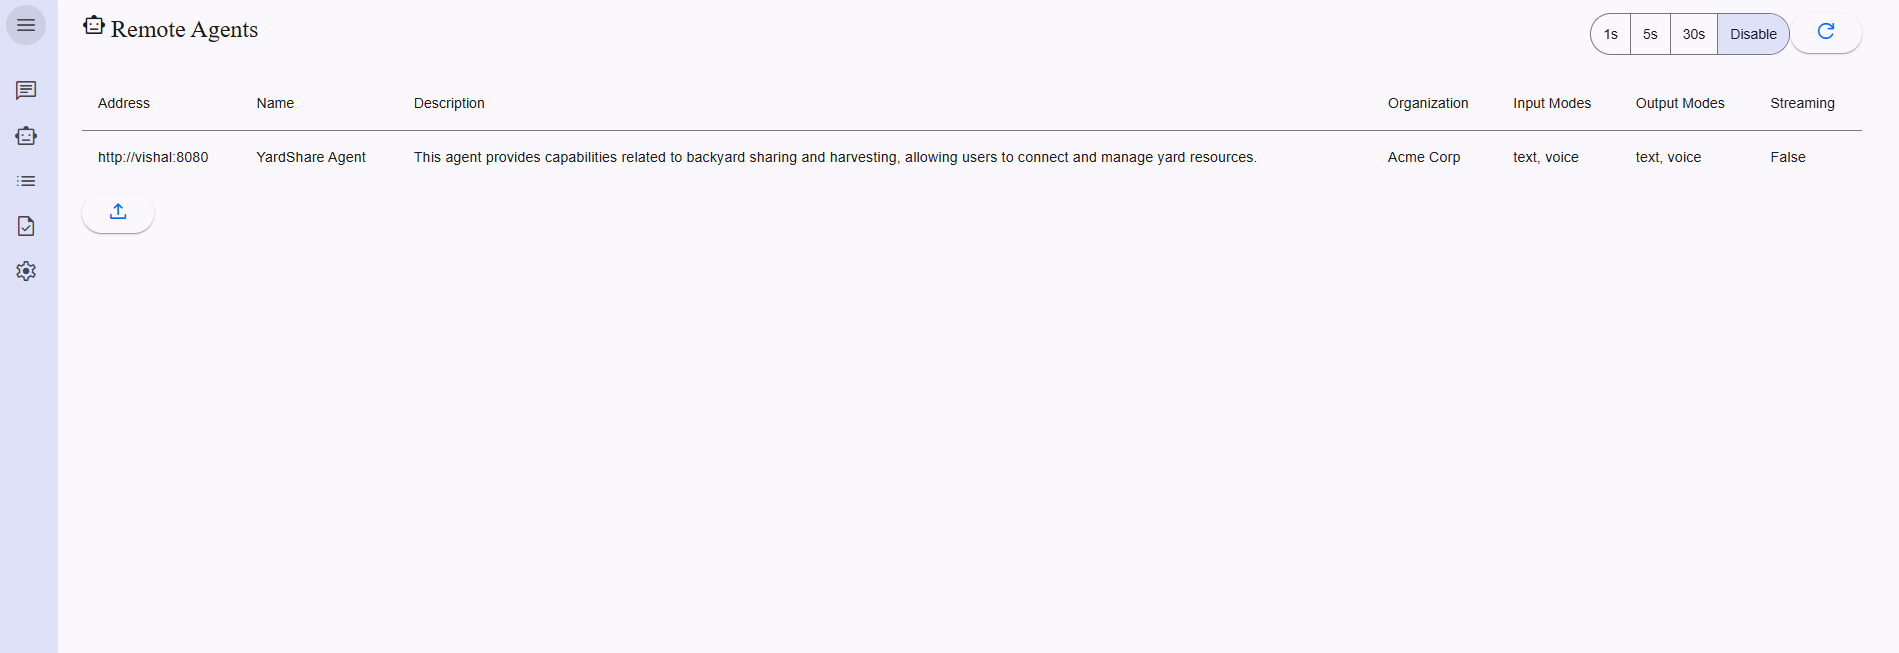 Remote Agents
1s 5s 30s Disable
Address Name Description Organization Input Modes Output Modes Streaming
http://vishal:8080 YardShare Agent This agent provides capabilities related to backyard sharing and harvesting, allowing users to connect and manage yard resources. Acme Corp text, voice text, voice False